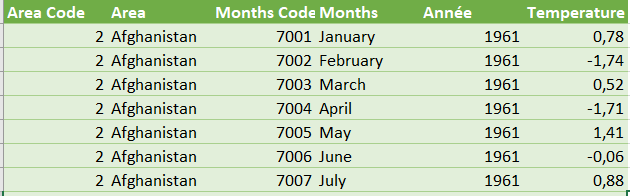 Area Code Area Months Code Months Année Temperature
2 Afghanistan 7001 January 1961 0,78
2 Afghanistan 7002 February 1961 -1,74
2 Afghanistan 7003 March 1961 0,52
2 Afghanistan 7004 April 1961 -1,71
2 Afghanistan 7005 May 1961 1,41
2 Afghanistan 7006 June 1961 -0,06
2 Afghanistan 7007 July 1961 0,88